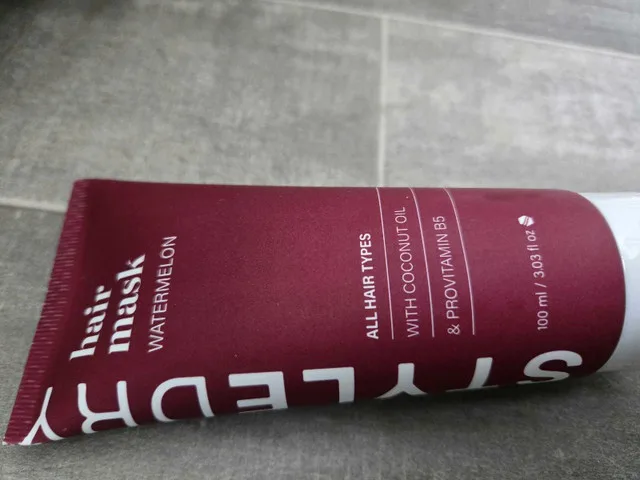 hair
mask
WATERMELON
ALL HAIR TYPES
WITH COCONUT OIL
& PROVITAMIN B5
100 ml / 3.03 fl oz
STYLEDRY